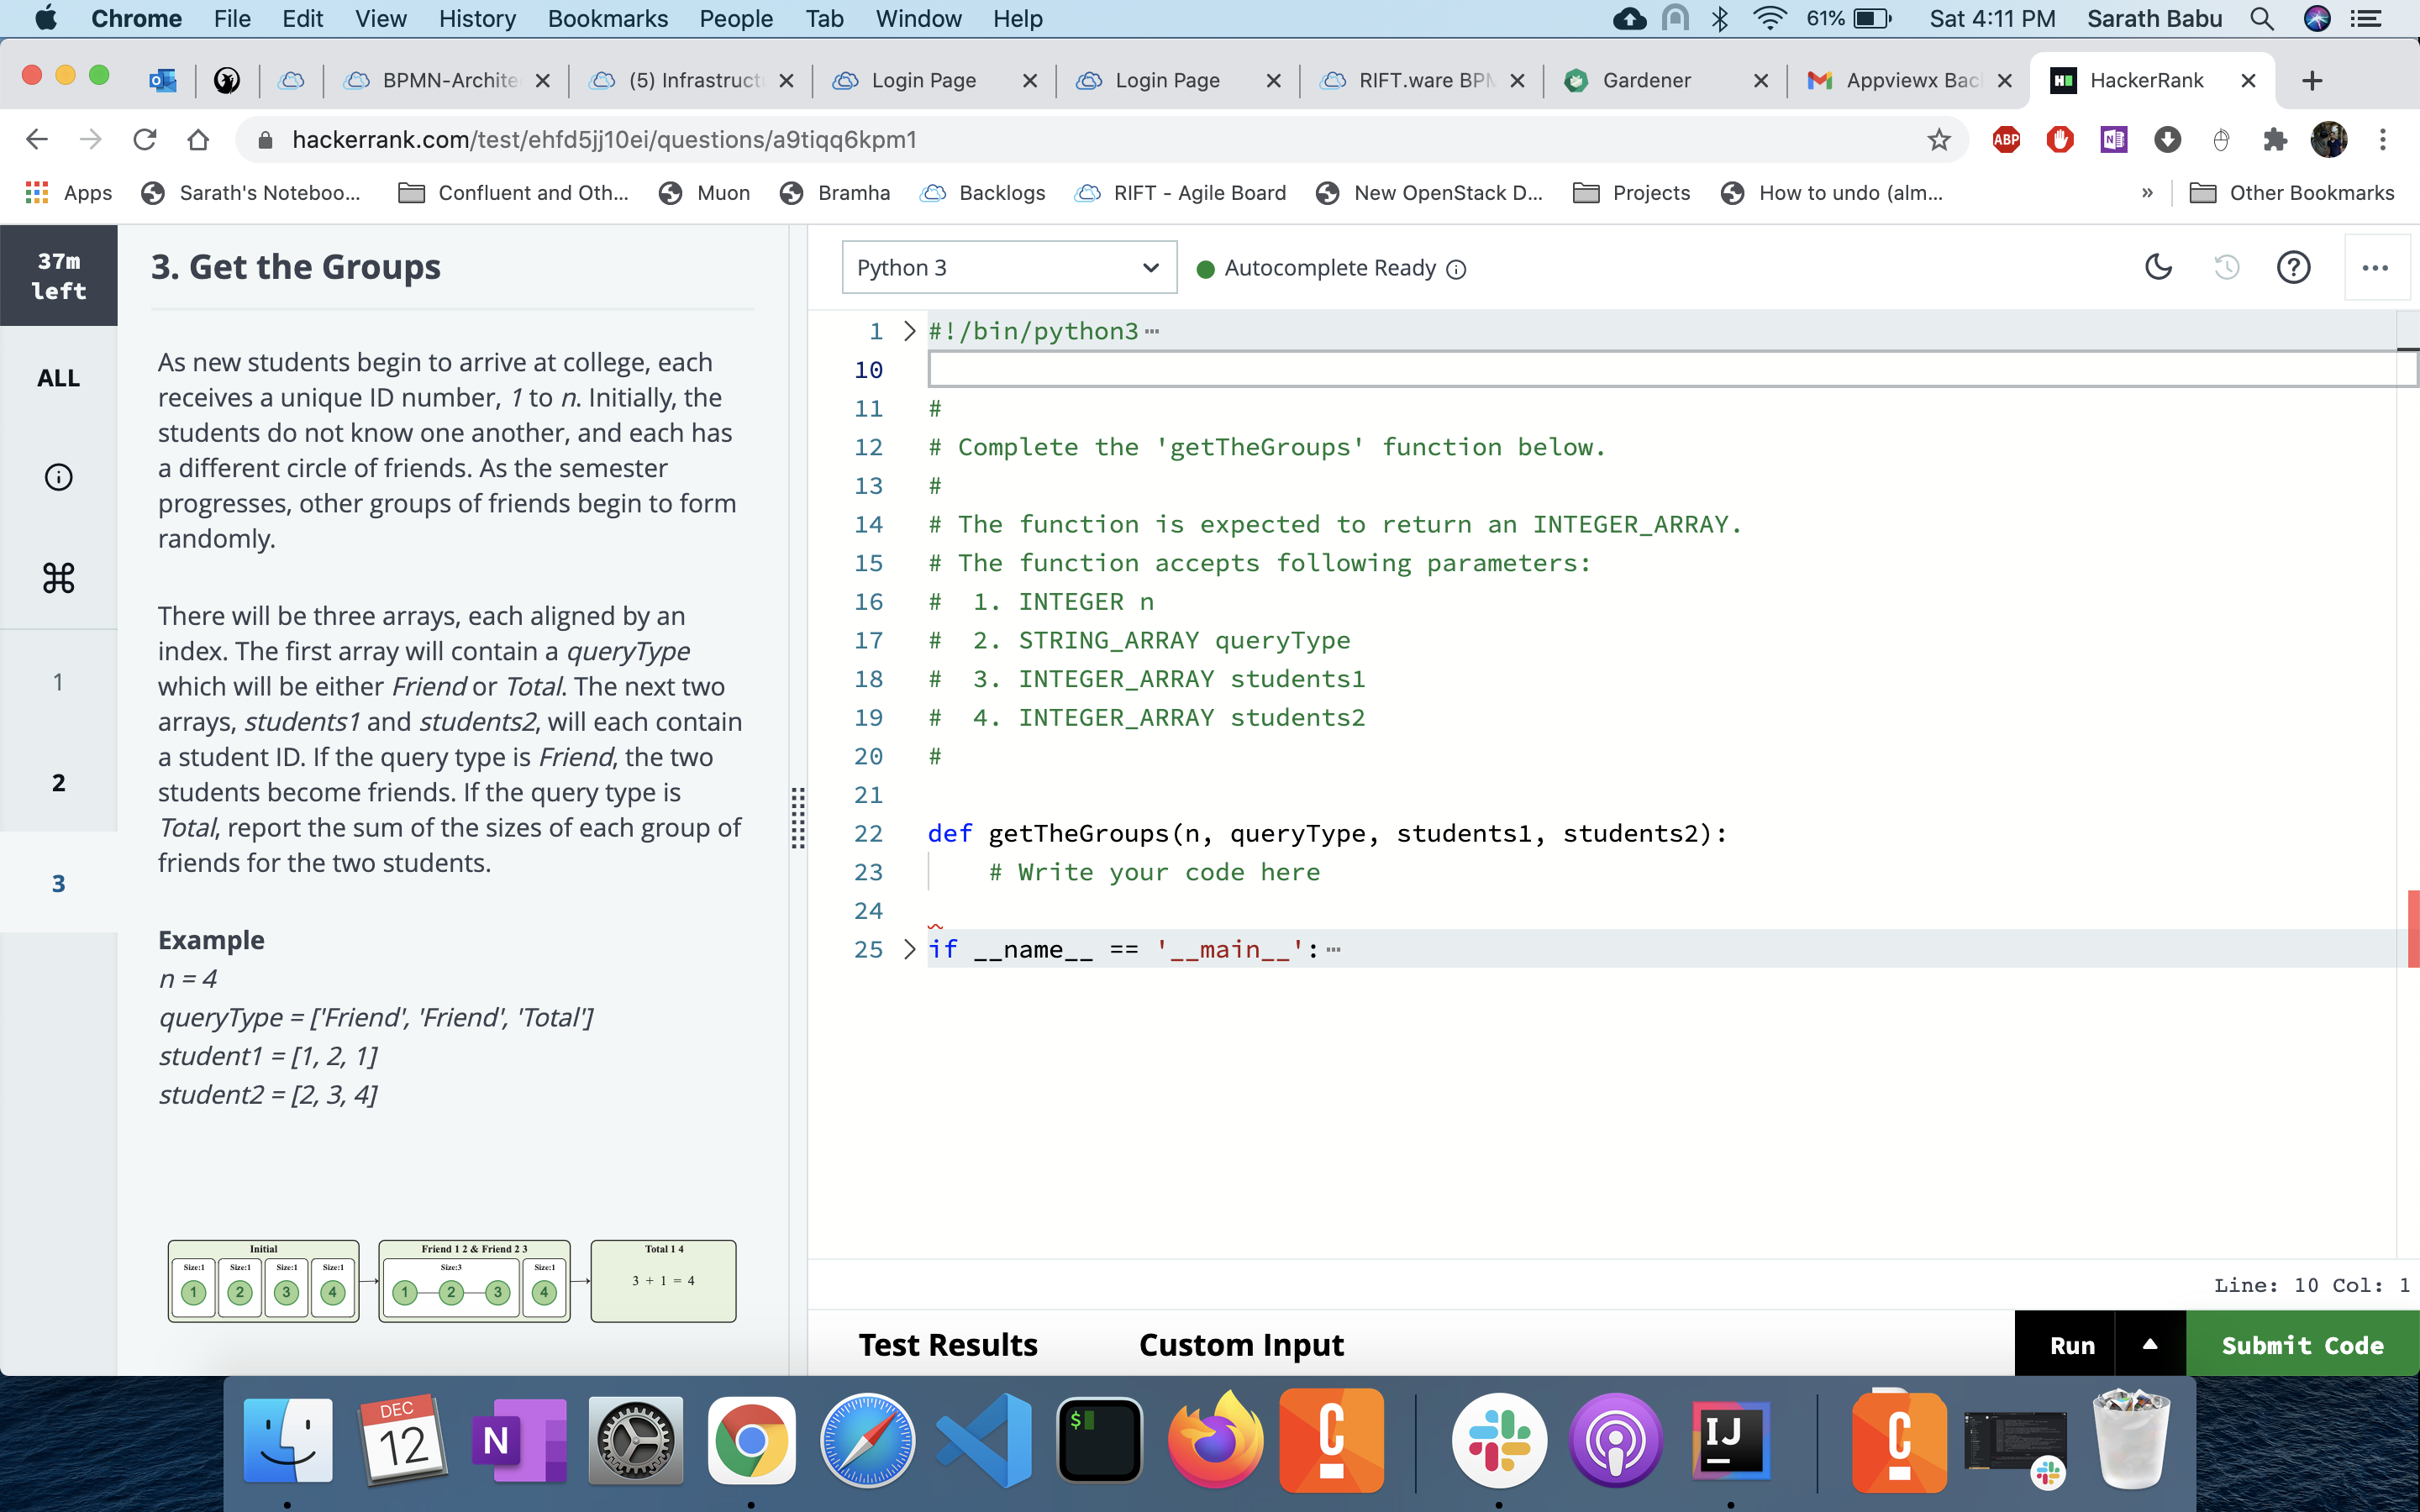 Chrome File Edit View History Bookmarks People Tab Window Help 61% Sat 4:11 PM Sarath Babu
BPMN-Archite (5) Infrastruct Login Page Login Page RIFT.ware BPM Gardener Appviewx Bac HackerRank
hackerrank.com/test/ehfd5jj10ei/questions/a9tiqq6kpm1
ABP
Apps Sarath's Noteboo... Confluent and Oth... Muon Bramha Backlogs RIFT - Agile Board New OpenStack D... Projects How to undo (alm... » Other Bookmarks
37m
left
ALL
1
2
3
3. Get the Groups
As new students begin to arrive at college, each
receives a unique ID number, 1 to n. Initially, the
students do not know one another, and each has
a different circle of friends. As the semester
progresses, other groups of friends begin to form
randomly.
There will be three arrays, each aligned by an
index. The first array will contain a queryType
which will be either Friend or Total. The next two
arrays, students1 and students2, will each contain
a student ID. If the query type is Friend, the two
students become friends. If the query type is
Total, report the sum of the sizes of each group of
friends for the two students.
Example
n = 4
queryType = ['Friend', 'Friend', 'Total']
student1 = [1, 2, 1]
student2 = [2, 3, 4]
Initial
Size:1 Size:1 Size:1 Size:1
1 2 3 4
Friend 1 2 & Friend 2 3
Size:3 Size:1
1 2 3 4
Total 1 4
3 + 1 = 4
Python 3 Autocomplete Ready
1 #!/bin/python3
10
11 #
12 # Complete the 'getTheGroups' function below.
13 #
14 # The function is expected to return an INTEGER_ARRAY.
15 # The function accepts following parameters:
16 #  1. INTEGER n
17 #  2. STRING_ARRAY queryType
18 #  3. INTEGER_ARRAY students1
19 #  4. INTEGER_ARRAY students2
20 #
21
22 def getTheGroups(n, queryType, students1, students2):
23     # Write your code here
24
25 if __name__ == '__main__':
Line: 10 Col: 1
Test Results Custom Input Run Submit Code
DEC
12
N
$
C
IJ
C